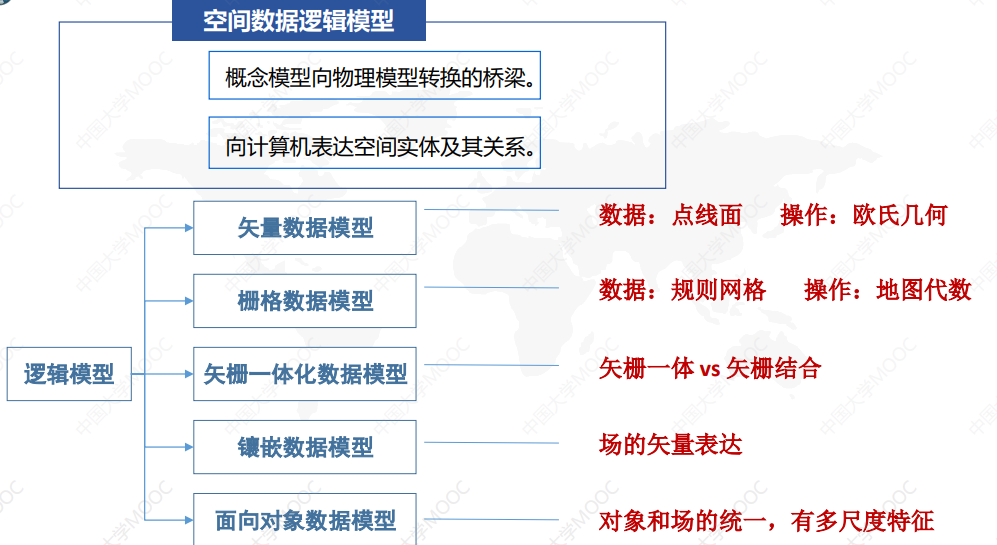 空间数据逻辑模型
概念模型向物理模型转换的桥梁。
向计算机表达空间实体及其关系。
逻辑模型
矢量数据模型
数据：点线面 操作：欧氏几何
栅格数据模型
数据：规则网格 操作：地图代数
矢栅一体化数据模型
矢栅一体 vs 矢栅结合
镶嵌数据模型
场的矢量表达
面向对象数据模型
对象和场的统一，有多尺度特征
中国大学MOOC